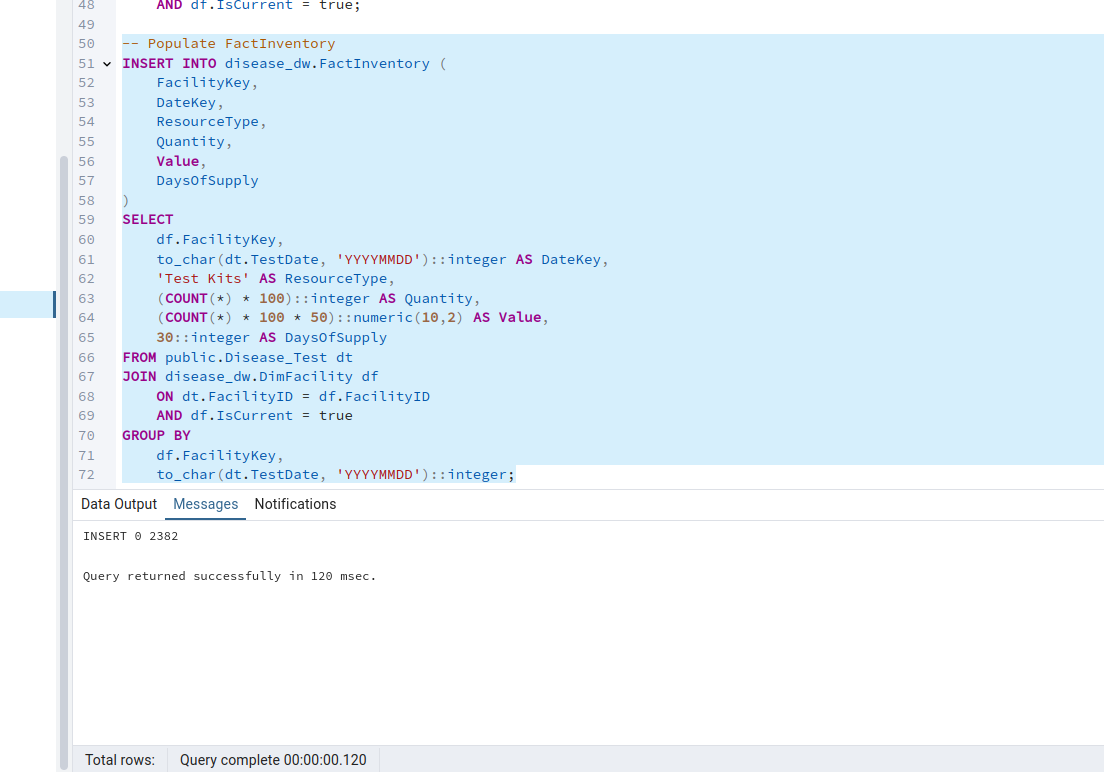 48 AND df.IsCurrent = true;
49
50 -- Populate FactInventory
51 INSERT INTO disease_dw.FactInventory (
52 FacilityKey,
53 DateKey,
54 ResourceType,
55 Quantity,
56 Value,
57 DaysOfSupply
58 )
59 SELECT
60 df.FacilityKey,
61 to_char(dt.TestDate, 'YYYYMMDD')::integer AS DateKey,
62 'Test Kits' AS ResourceType,
63 (COUNT(*) * 100)::integer AS Quantity,
64 (COUNT(*) * 100 * 50)::numeric(10,2) AS Value,
65 30::integer AS DaysOfSupply
66 FROM public.Disease_Test dt
67 JOIN disease_dw.DimFacility df
68 ON dt.FacilityID = df.FacilityID
69 AND df.IsCurrent = true
70 GROUP BY
71 df.FacilityKey,
72 to_char(dt.TestDate, 'YYYYMMDD')::integer;
Data Output Messages Notifications
INSERT 0 2382
Query returned successfully in 120 msec.
Total rows: Query complete 00:00:00.120